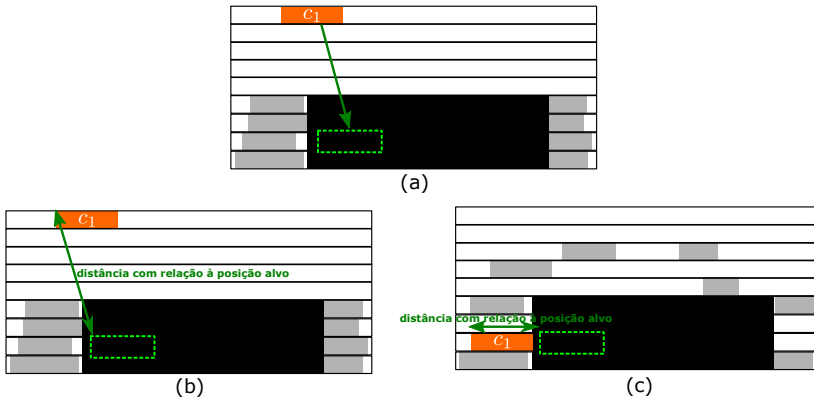 c₁
(a)
c₁
distância com relação à posição alvo
(b)
distância com relação à posição alvo
c₁
(c)